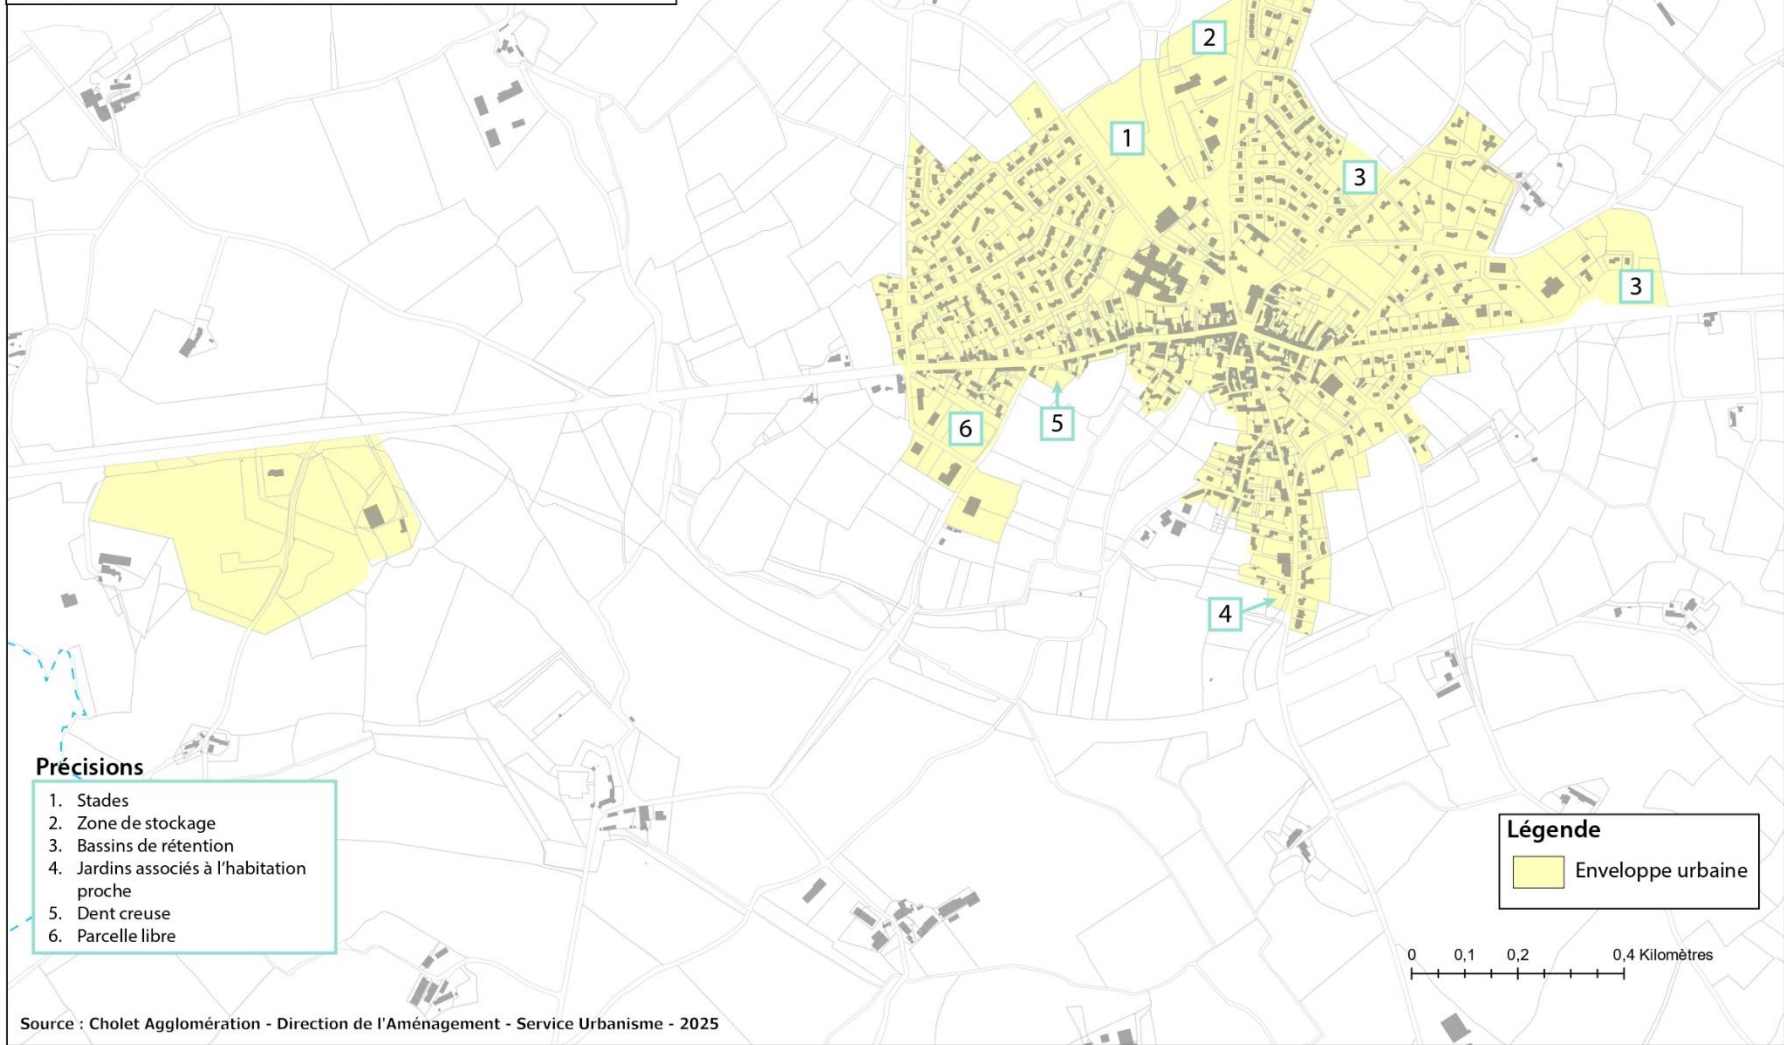 2
1
3
3
5
6
4
Précisions
1. Stades
2. Zone de stockage
3. Bassins de rétention
4. Jardins associés à l'habitation
proche
5. Dent creuse
6. Parcelle libre
Légende
Enveloppe urbaine
0 0,1 0,2 0,4 Kilomètres
Source : Cholet Agglomération - Direction de l'Aménagement - Service Urbanisme - 2025